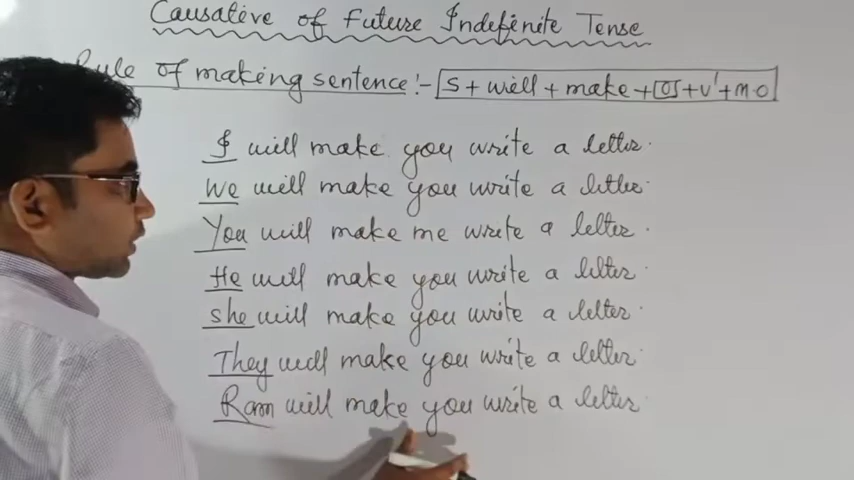 Causative of Future Indefinite Tense
Rule of making sentence :- S + will + make + OS + V' + M.O
I will make you write a letter.
We will make you write a letter.
You will make me write a letter.
He will make you write a letter.
she will make you write a letter.
They will make you write a letter.
Ram will make you write a letter.